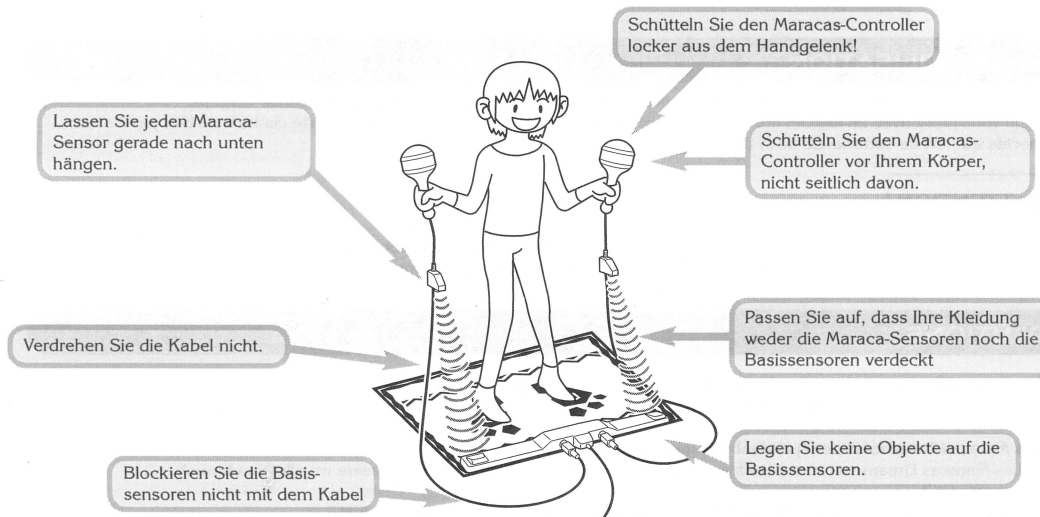 Schütteln Sie den Maracas-Controller
locker aus dem Handgelenk!
Lassen Sie jeden Maraca-
Sensor gerade nach unten
hängen.
Schütteln Sie den Maracas-
Controller vor Ihrem Körper,
nicht seitlich davon.
Verdrehen Sie die Kabel nicht.
Passen Sie auf, dass Ihre Kleidung
weder die Maraca-Sensoren noch die
Basissensoren verdeckt
Blockieren Sie die Basis-
sensoren nicht mit dem Kabel
Legen Sie keine Objekte auf die
Basissensoren.